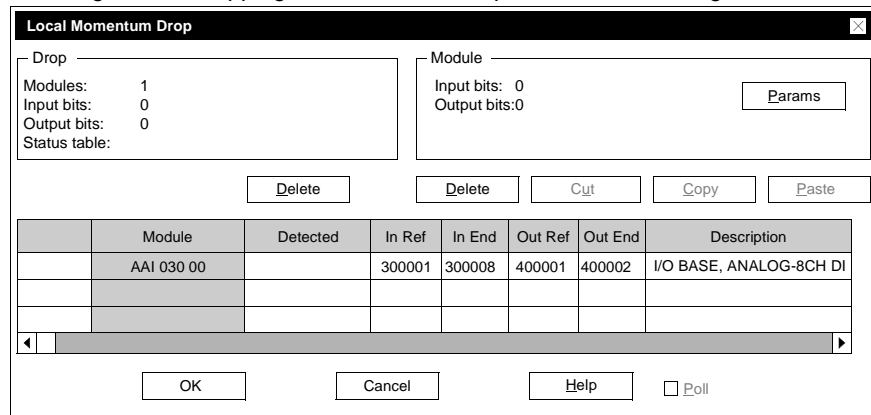 Local Momentum Drop
Drop
Modules: 1
Input bits: 0
Output bits: 0
Status table:
Module
Input bits: 0
Output bits:0
Params
Delete
Delete
Cut
Copy
Paste
Module Detected In Ref In End Out Ref Out End Description
AAI 030 00 300001 300008 400001 400002 I/O BASE, ANALOG-8CH DI
OK
Cancel
Help
Poll